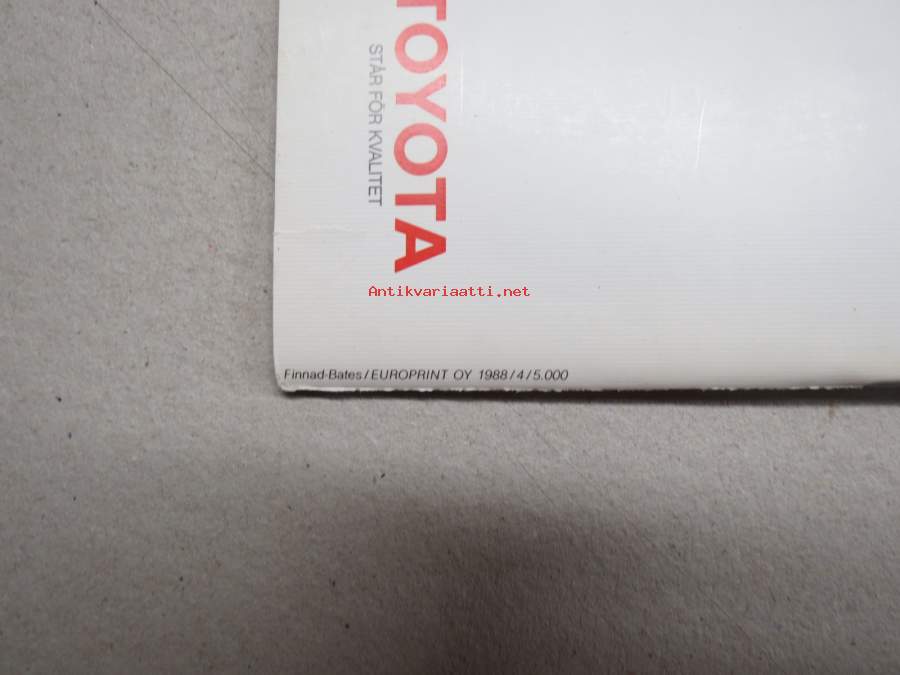 TOYOTA
STÅR FÖR KVALITET
Antikvariaatti.net
Finnad-Bates/EUROPRINT OY 1988/4/5.000